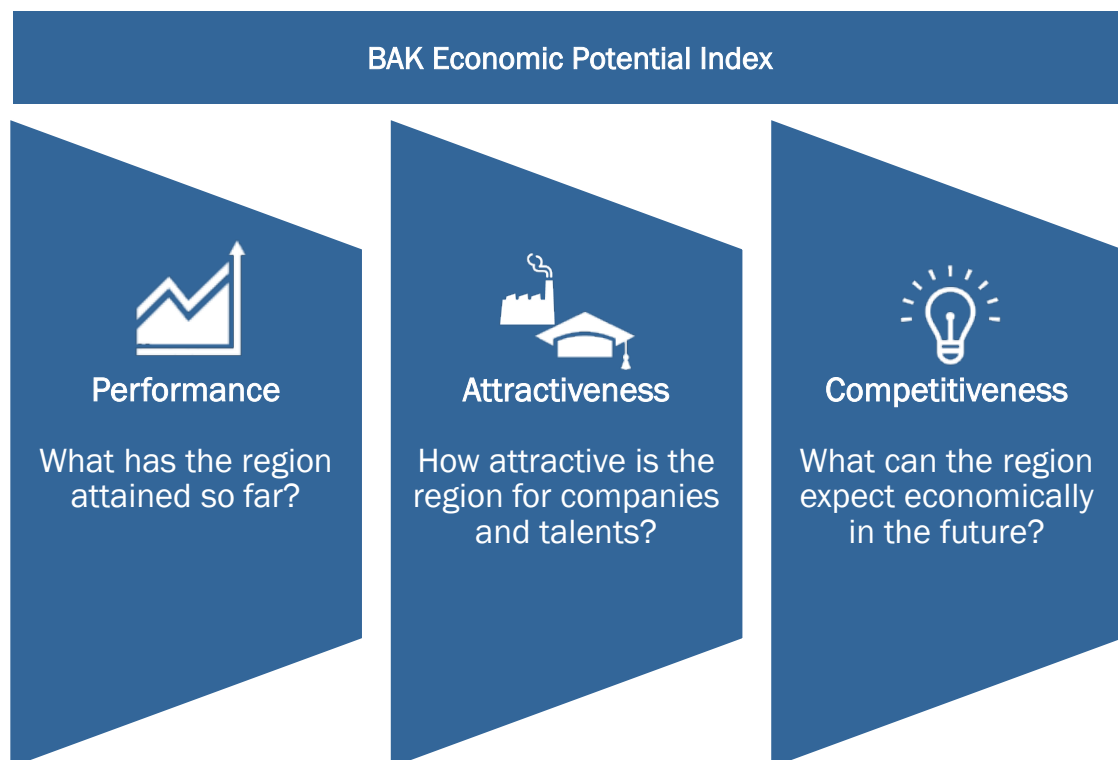 BAK Economic Potential Index
Performance
What has the region
attained so far?
Attractiveness
How attractive is the
region for companies
and talents?
Competitiveness
What can the region
expect economically
in the future?